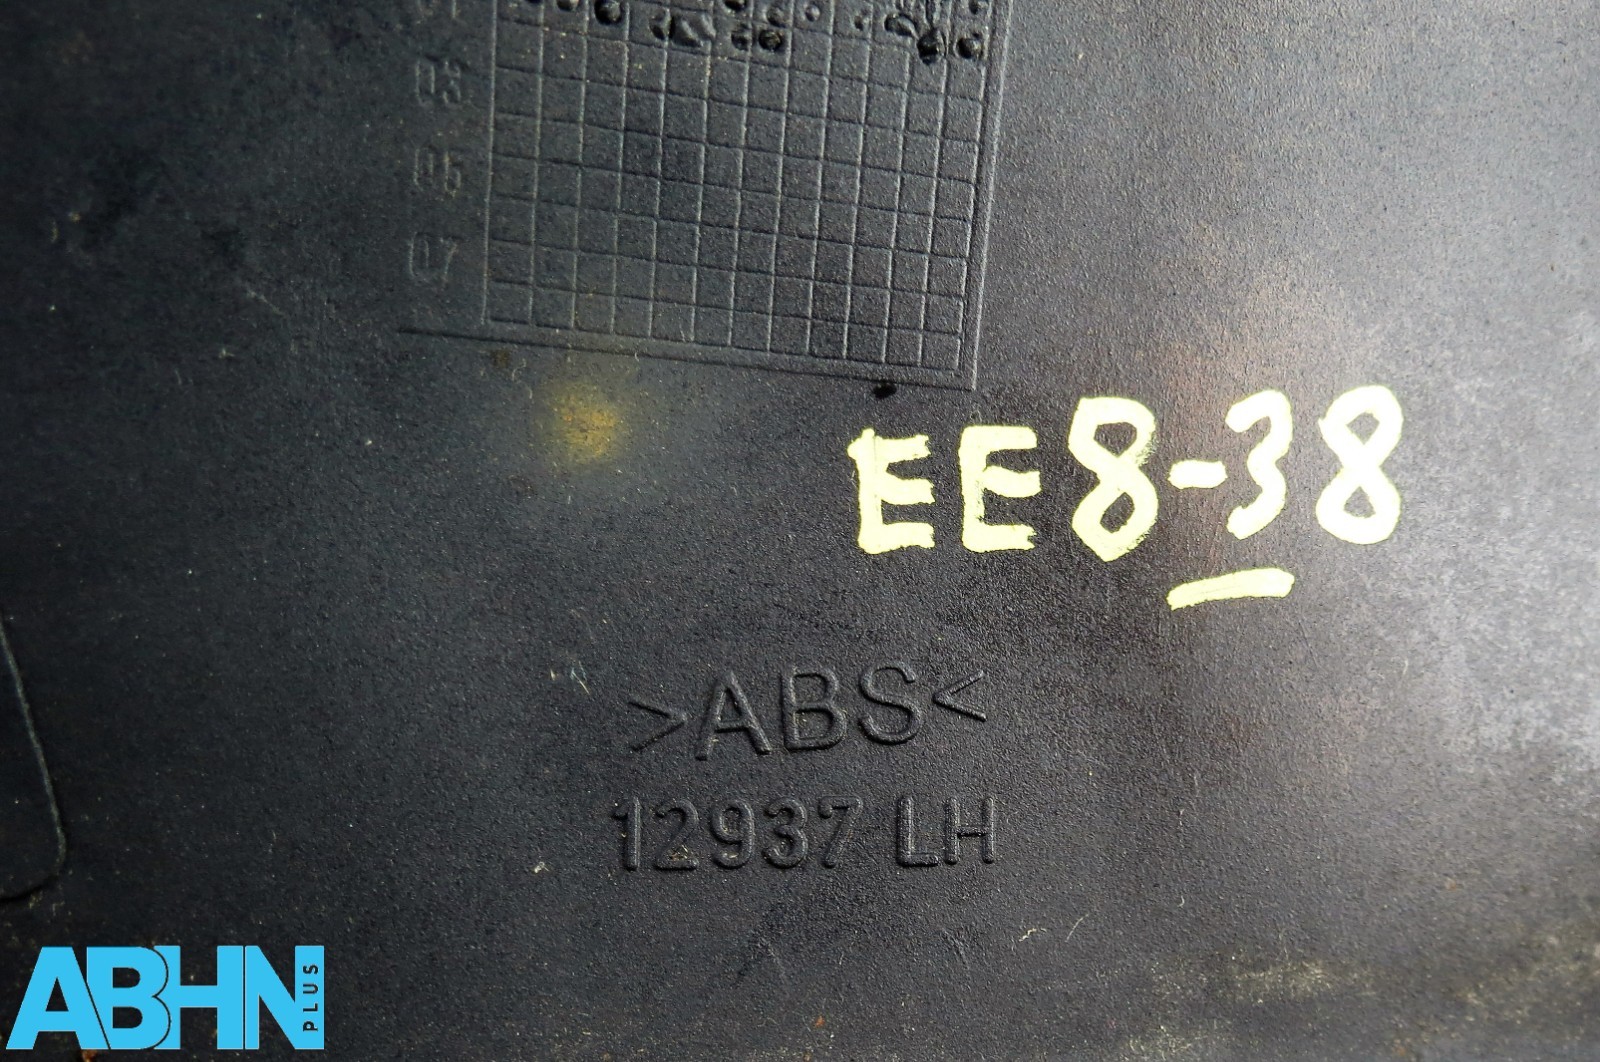 03
05
07
EE8-38
>ABS<
12937 LH
ABHN PLUS